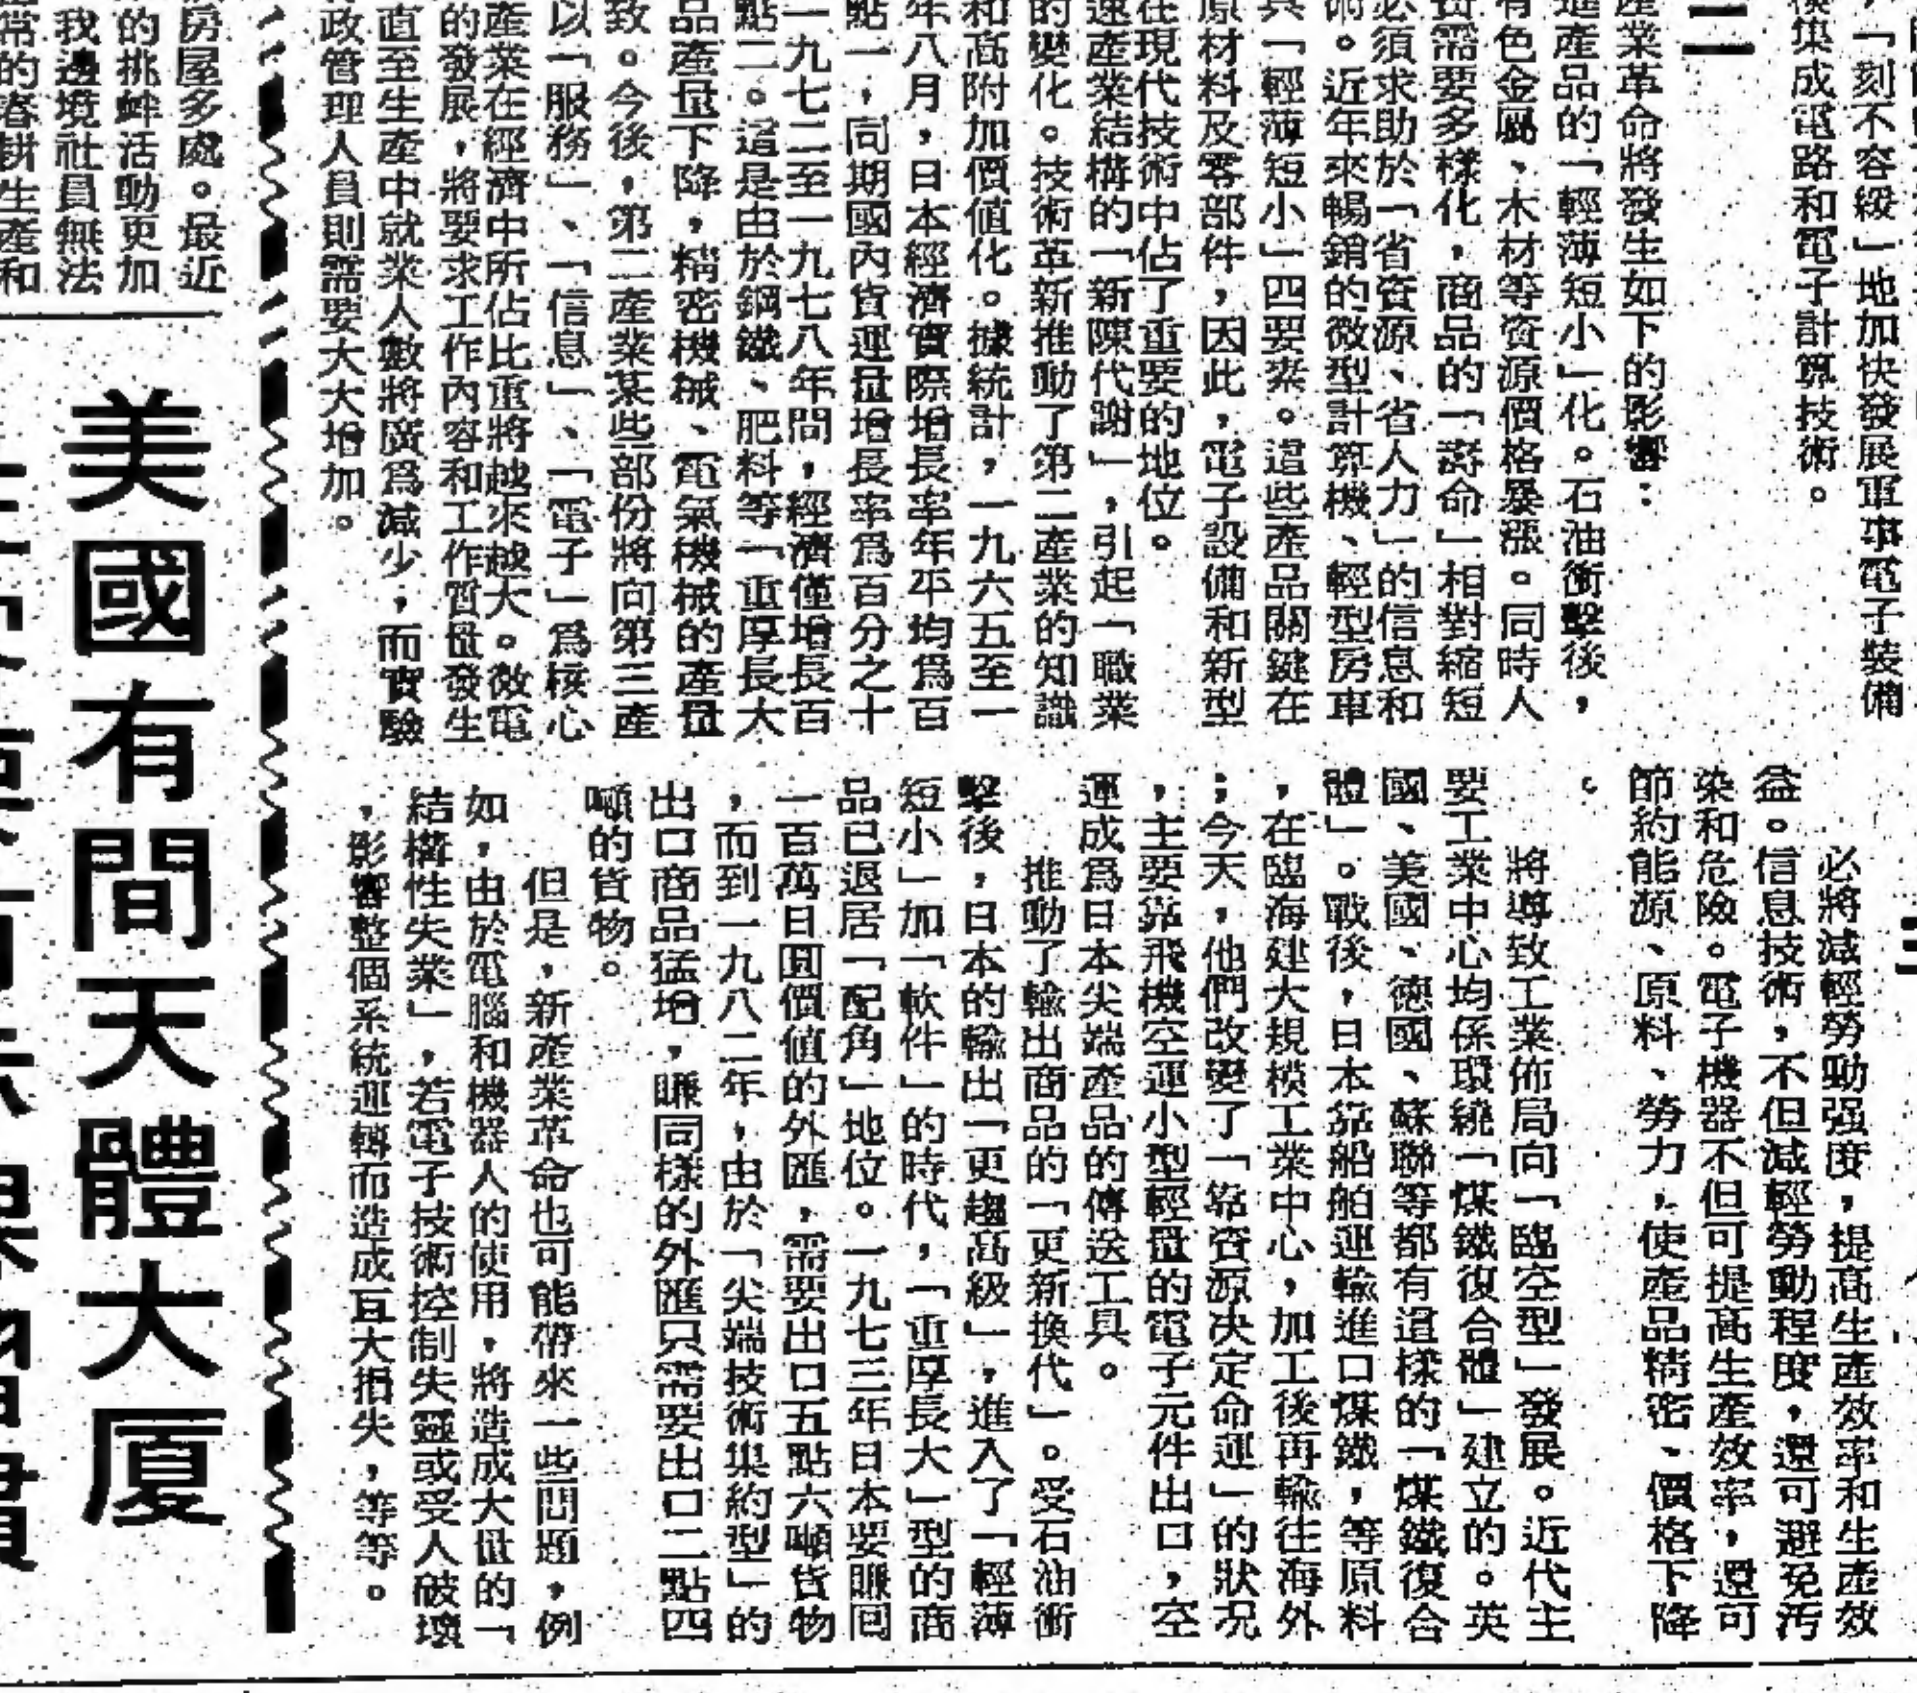 」刻不容緩」地加快發展軍事電子裝備
模集成電路和電子計算技術。
二
產業革命將發生如下的影響：
進產品的「輕薄短小」化。石油衝擊後，
有色金屬、木材等資源價格暴漲。同時人
費需要多樣化，商品的「壽命」相對縮短
必須求助於「省資源、省人力」的信息和
術。近年來暢銷的微型計算機、輕型房車
具「輕薄短小」四要素。這些產品關鍵在
原材料及零部件，因此，電子設備和新型
在現代技術中佔了重要的地位。
速產業結構的「新陳代謝」，引起「職業
的變化。技術革新推動了第二產業的知識
和高附加價值化。據統計，一九六五至一
年八月，日本經濟實際增長率年平均為百
點一，同期國內貨運量增長率為百分之十
一九七二至一九七八年間，經濟僅增長百
點二。這是由於鋼鐵、肥料等「重厚長大
品產量下降，精密機械、電氣機械的產量
致。今後，第二產業某些部份將向第三產
以「服務」、「信息」、「電子」為核心
產業在經濟中所佔比重將越來越大。微電
的發展，將要求工作內容和工作質量發生
直至生產中就業人數將廣為減少，而實驗
政管理人員則需要大大增加。
必將減輕勞動强度，提高生產效率和生產效
益。信息技術，不但減輕勞動程度，還可避免汚
染和危險。電子機器不但可提高生產效率，還可
節約能源、原料、勞力，使產品精密、價格下降
。
將導致工業佈局向「臨空型」發展。近代主
要工業中心均係環繞「煤鐵復合體」建立的。英
國、美國、德國、蘇聯等都有這樣的「煤鐵復合
體」。戰後，日本靠船舶運輸進口煤鐵，等原料
，在臨海建大規模工業中心，加工後再輸往海外
；今天，他們改變了「靠資源决定命運」的狀況
，主要靠飛機空運小型輕量的電子元件出口，空
運成為日本尖端產品的傳送工具。
推動了輸出商品的「更新換代」。受石油衝
擊後，日本的輸出「更趨高級」，進入了「輕薄
短小」加「軟件」的時代，「重厚長大」型的商
品已退居「配角」地位。一九七三年日本要賺回
一百萬日圓價值的外匯，需要出口五點六噸貨物
，而到一九八二年，由於「尖端技術集約型」的
出口商品猛增，賺同樣的外匯只需要出口二點四
噸的貨物。
但是，新產業革命也可能帶來一些問題，例
如，由於電腦和機器人的使用，將造成大量的「
結構性失業」，若電子技術控制失靈或受人破壞
，影響整個系統運轉而造成亙大損失，等等。
房屋多處。最近
的挑衅活動更加
我邊境社員無法
常的春耕生產和
美國有間天體大厦